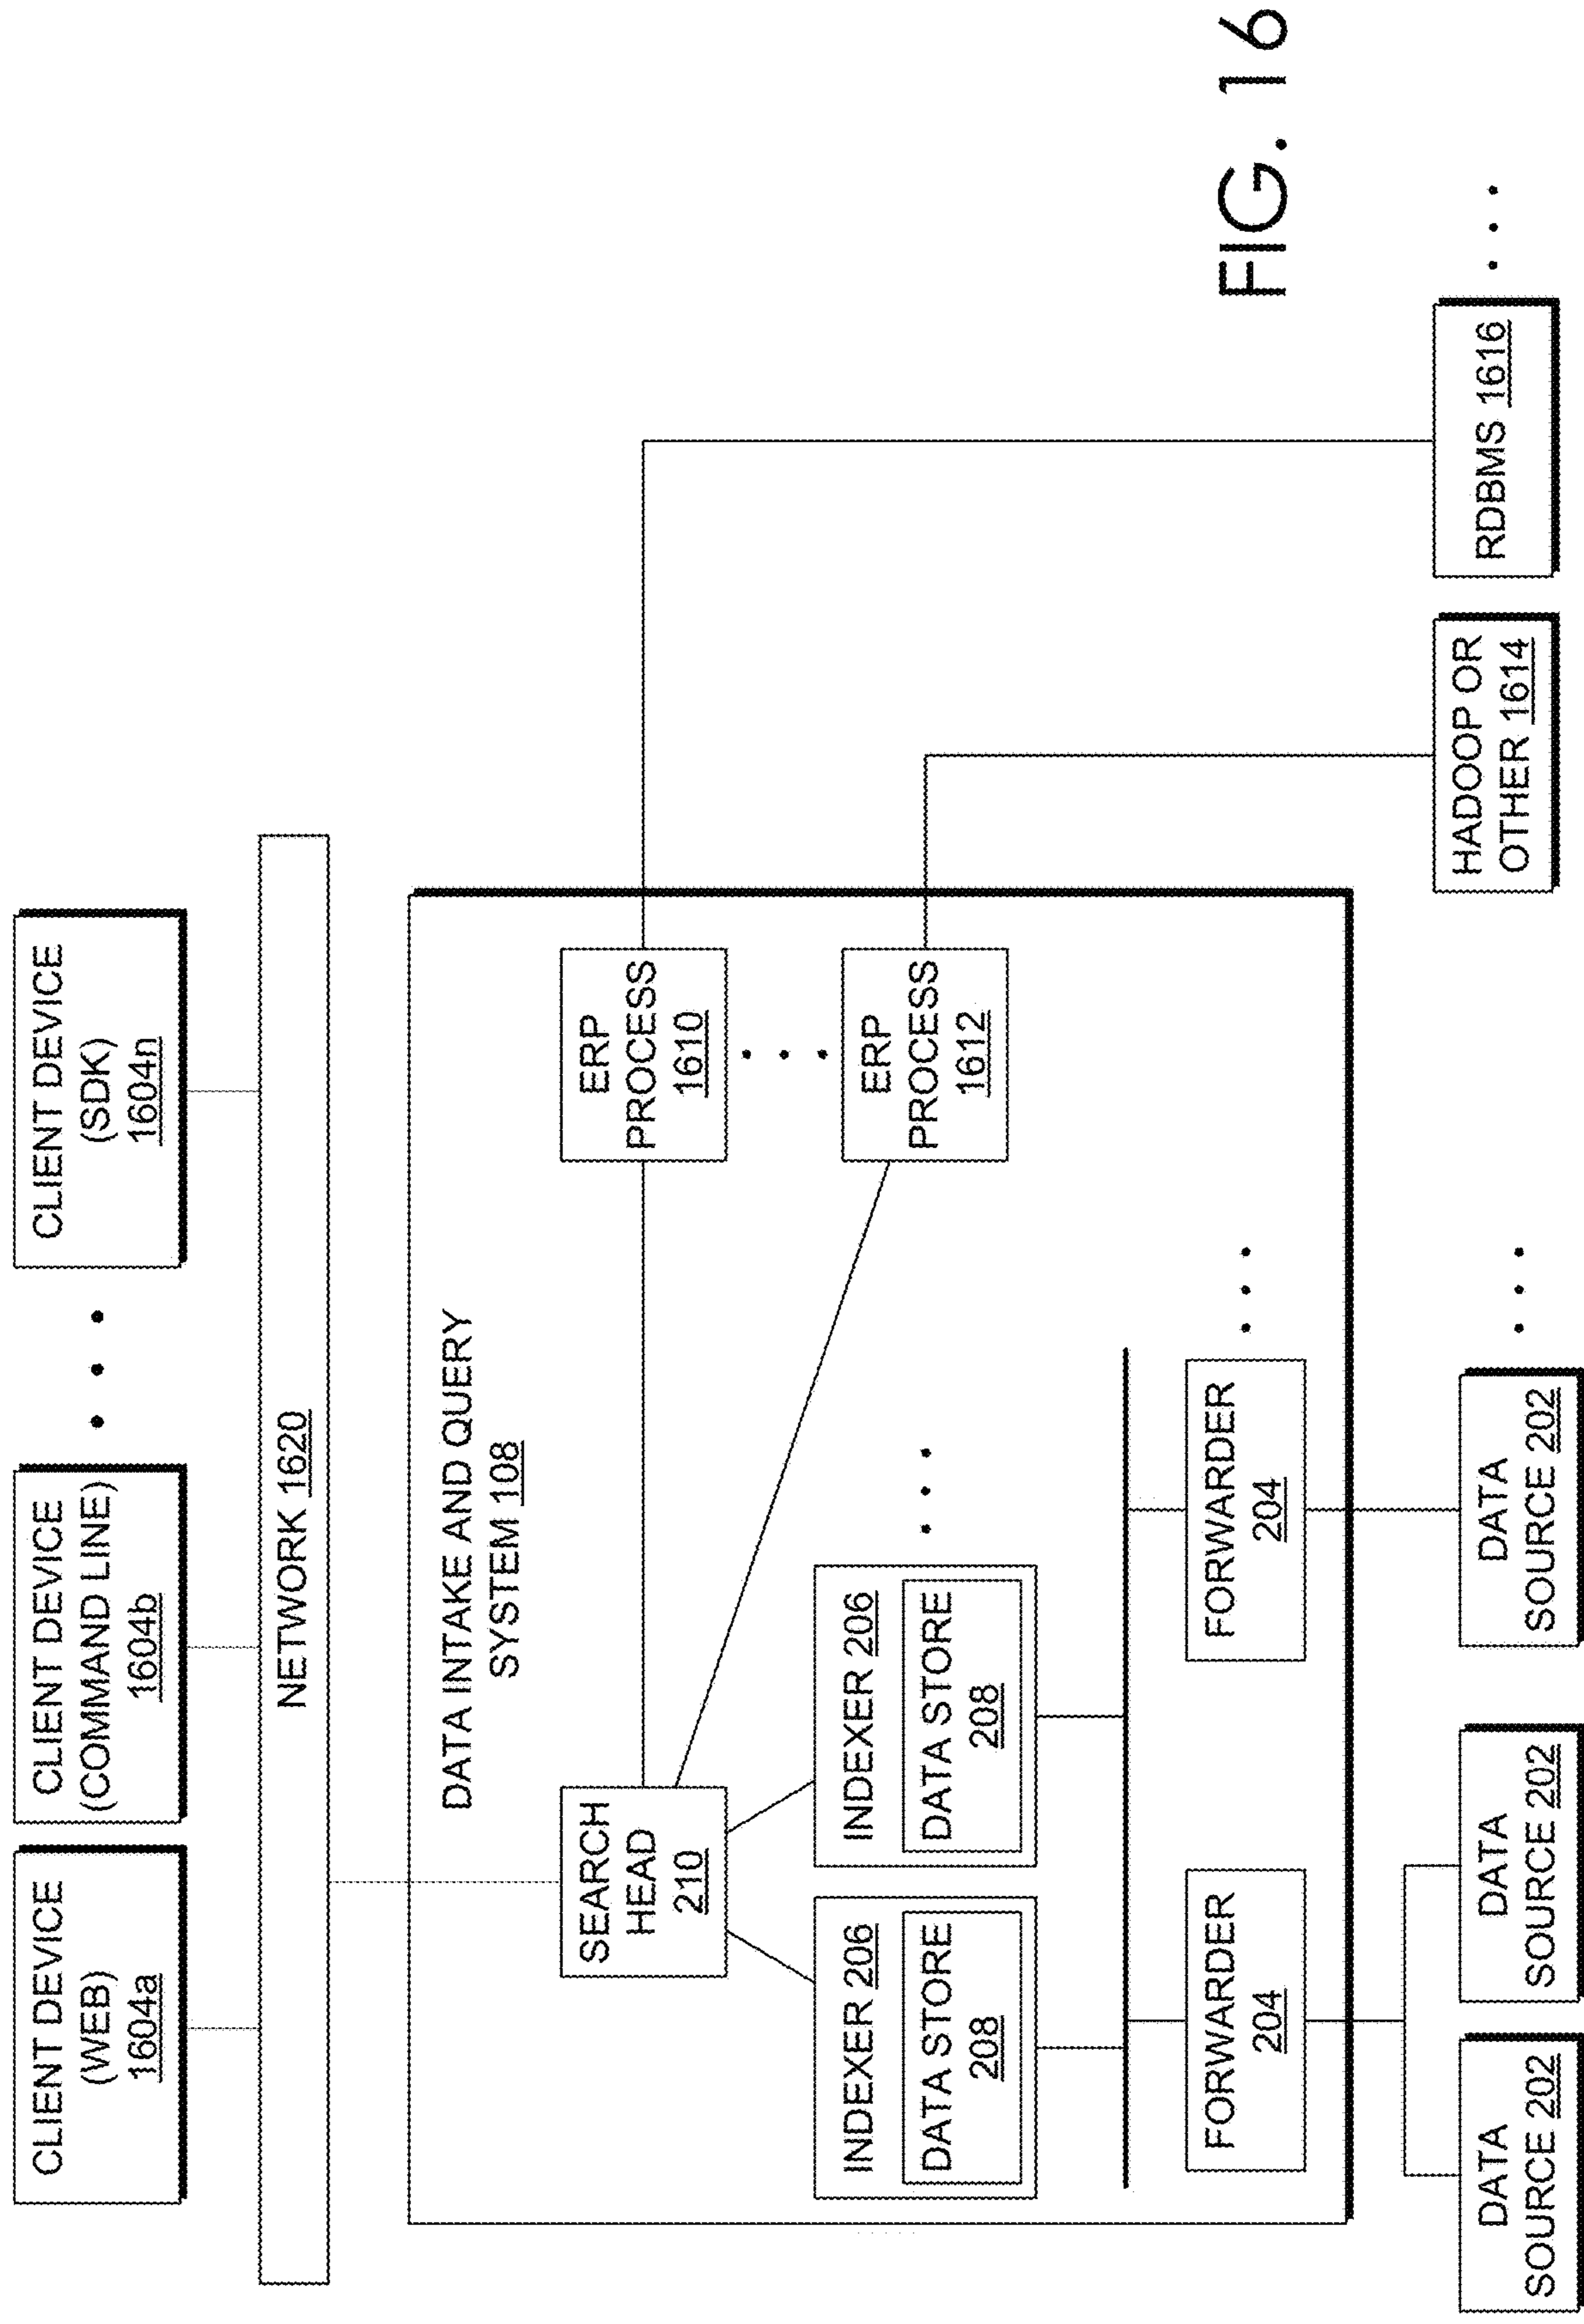 CLIENT DEVICE
(WEB)
1604a
CLIENT DEVICE
(COMMAND LINE)
1604b
CLIENT DEVICE
(SDK)
1604n
NETWORK 1620
DATA INTAKE AND QUERY
SYSTEM 108
SEARCH
HEAD
210
ERP
PROCESS
1610
INDEXER 206
DATA STORE
208
INDEXER 206
DATA STORE
208
ERP
PROCESS
1612
FORWARDER
204
FORWARDER
204
DATA
SOURCE 202
DATA
SOURCE 202
DATA
SOURCE 202
HADOOP OR
OTHER 1614
RDBMS 1616
FIG. 16